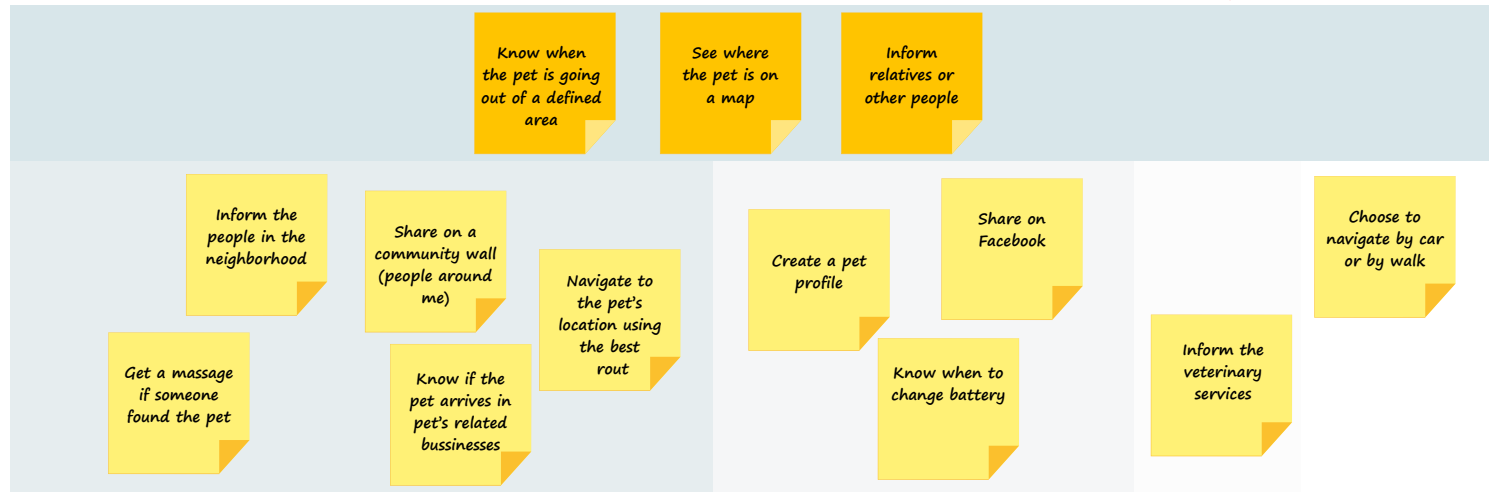 Know when
the pet is going
out of a defined
area
See where
the pet is on
a map
Inform
relatives or
other people
Inform the
people in the
neighborhood
Share on a
community wall
(people around
me)
Navigate to
the pet's
location using
the best
rout
Get a massage
if someone
found the pet
Know if the
pet arrives in
pet's related
bussinesses
Create a pet
profile
Share on
Facebook
Know when to
change battery
Inform the
veterinary
services
Choose to
navigate by car
or by walk